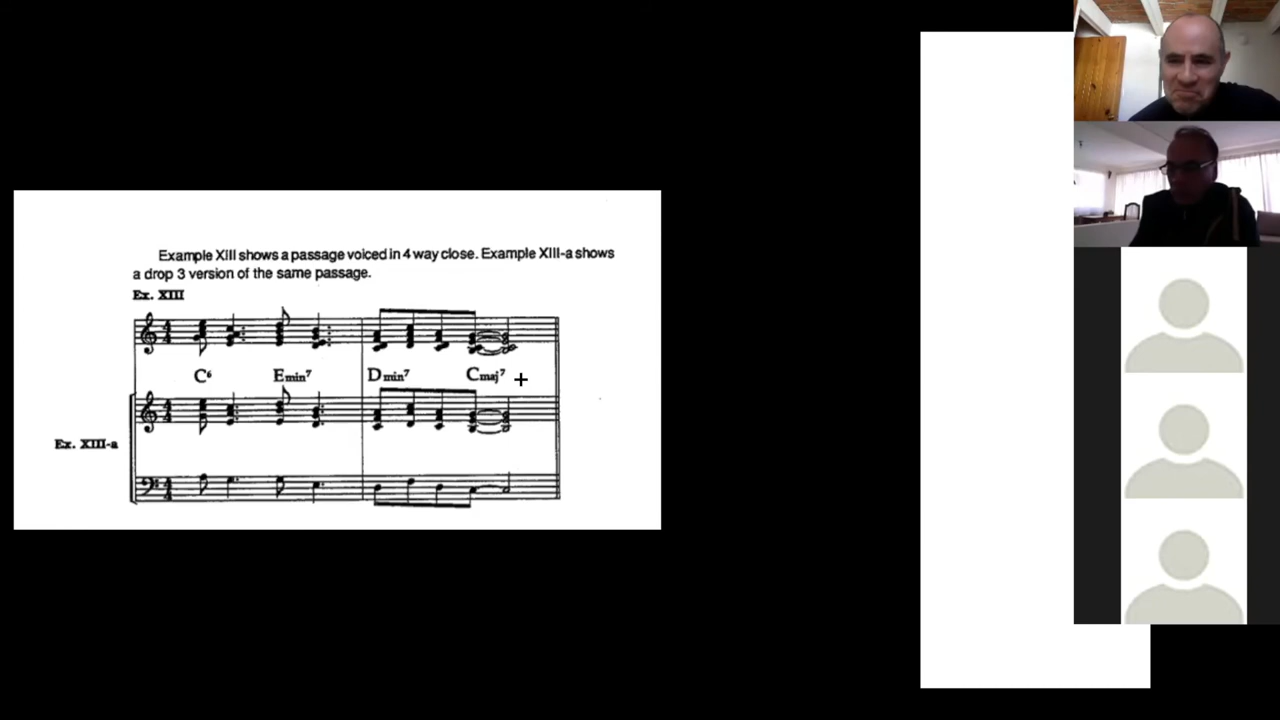 Example XIII shows a passage voiced in 4 way close. Example XIII-a shows
a drop 3 version of the same passage.
Ex. XIII
C6 Emin7 Dmin7 Cmaj7
Ex. XIII-a